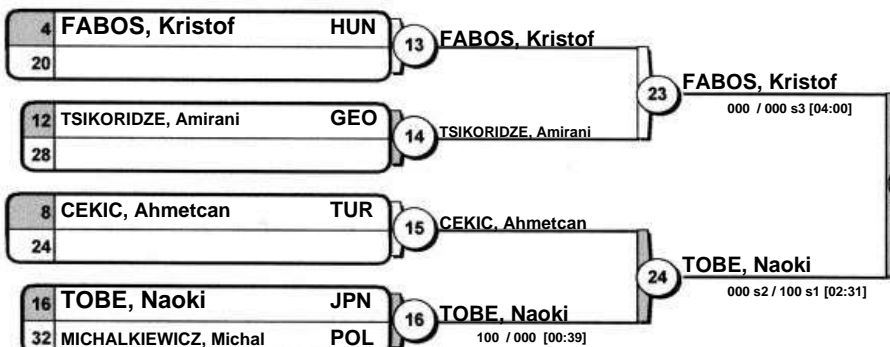 4 FABOS, Kristof HUN
20
13 FABOS, Kristof
12 TSIKORIDZE, Amirani GEO
28
14 TSIKORIDZE, Amirani
23 FABOS, Kristof
000 / 000 s3 [04:00]
8 CEKIC, Ahmetcan TUR
24
15 CEKIC, Ahmetcan
16 TOBE, Naoki JPN
32 MICHALKIEWICZ, Michal POL
16 TOBE, Naoki
100 / 000 [00:39]
24 TOBE, Naoki
000 s2 / 100 s1 [02:31]